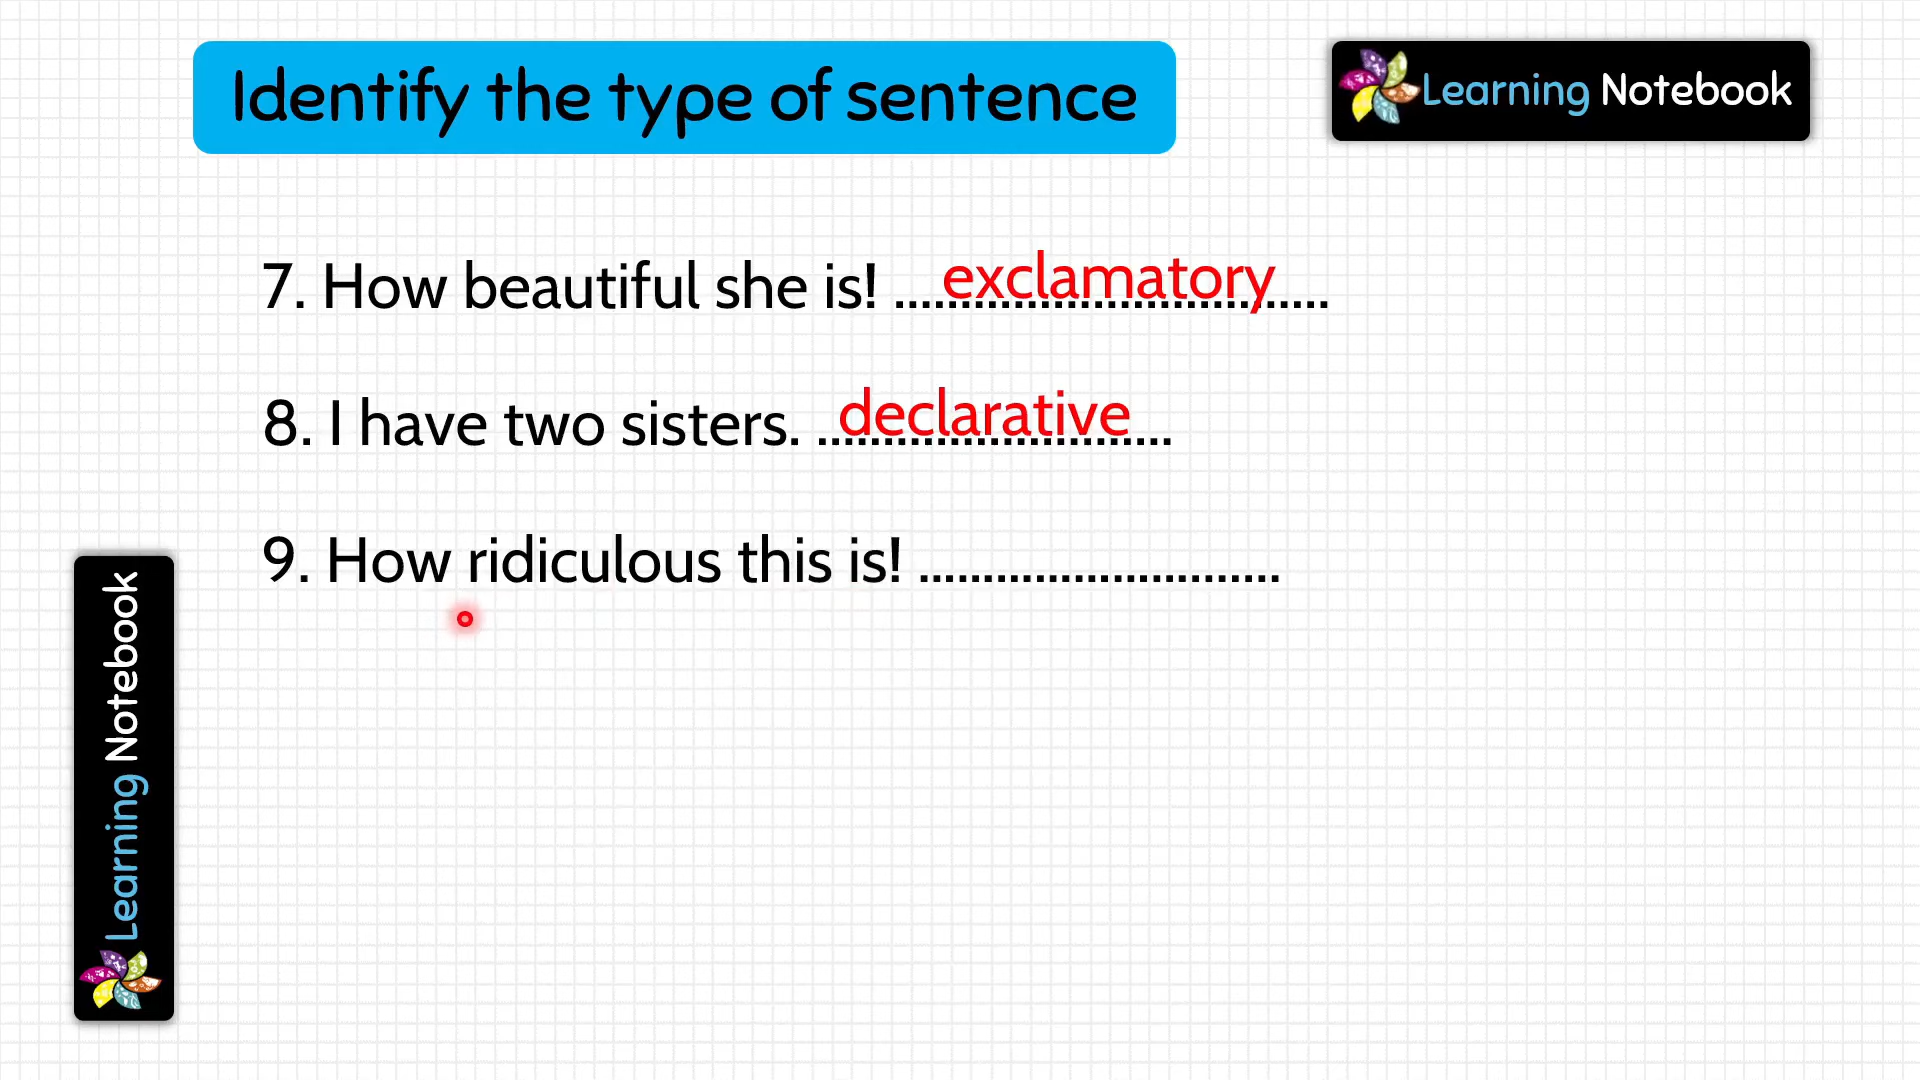 Identify the type of sentence
Learning Notebook
7. How beautiful she is! .................................. exclamatory
8. I have two sisters. ............................ declarative
9. How ridiculous this is! ............................
Learning Notebook